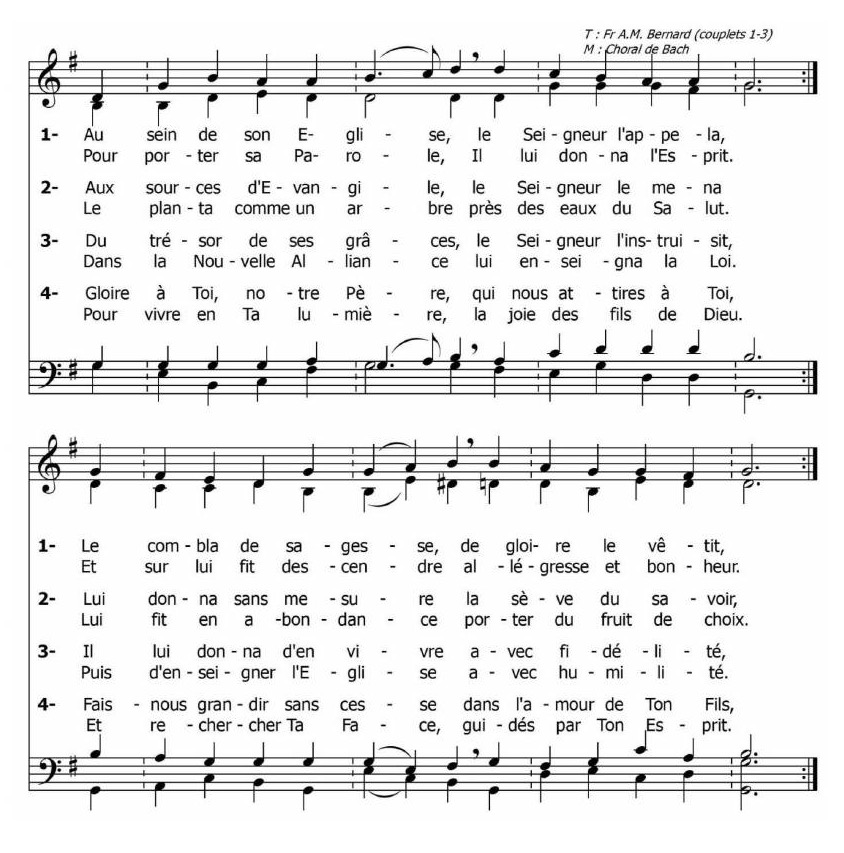 T : Fr A.M. Bernard (couplets 1-3)
M : Choral de Bach
1- Au sein de son E- gli - se, le Sei - gneur l'ap - pe - la,
Pour por - ter sa Pa- ro - le, Il lui don - na l'Es - prit.
2- Aux sour - ces d'E - van - gi - le, le Sei - gneur le me - na
Le plan - ta comme un ar - bre près des eaux du Sa - lut.
3- Du tré - sor de ses grâ - ces, le Sei - gneur l'ins- trui - sit,
Dans la Nou - velle Al - lian - ce lui en - sei - gna la Loi.
4- Gloire à Toi, no - tre Pè - re, qui nous at - tires à Toi,
Pour vivre en Ta lu - miè - re, la joie des fils de Dieu.
1- Le com - bla de sa - ges - se, de gloi- re le vê - tit,
Et sur lui fit des - cen - dre al - lé - gresse et bon - heur.
2- Lui don - na sans me - su - re la sè - ve du sa - voir,
Lui fit en a -bon - dan - ce por - ter du fruit de choix.
3- Il lui don - na d'en vi - vre a - vec fi - dé - li - té,
Puis d'en - sei - gner l'E - gli - se a - vec hu - mi - li - té.
4- Fais - nous gran - dir sans ces - se dans l'a - mour de Ton Fils,
Et re - cher - cher Ta Fa - ce, gui - dés par Ton Es - prit.